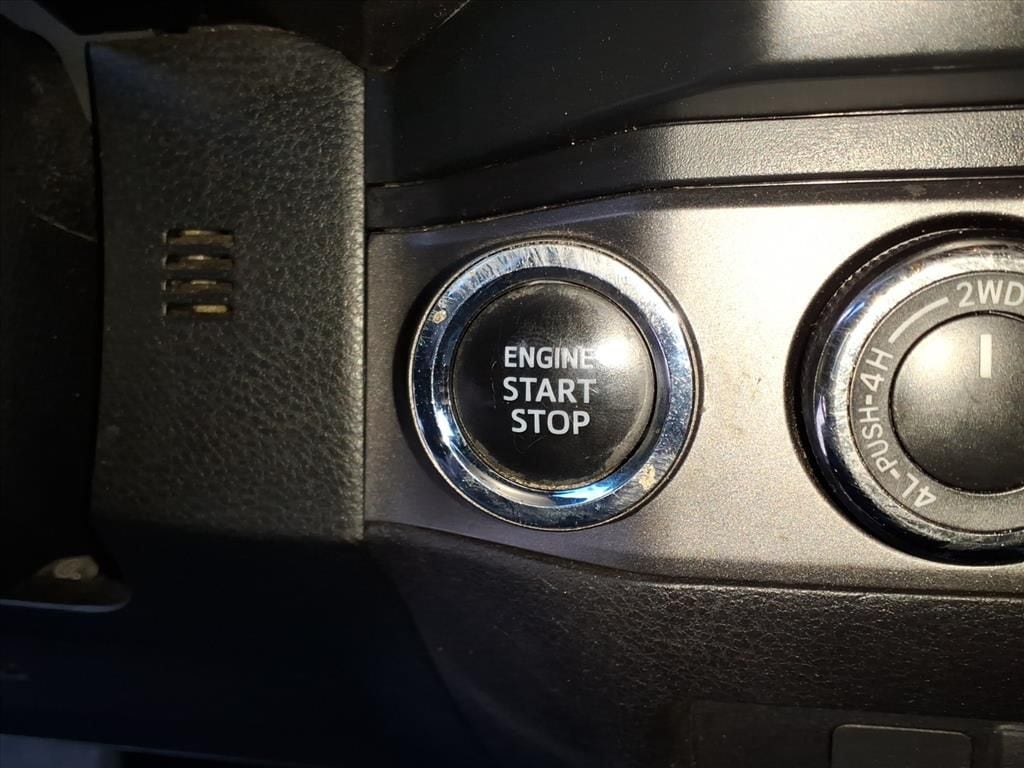 ENGINE
START
STOP
2WD
4L-PUSH-4H